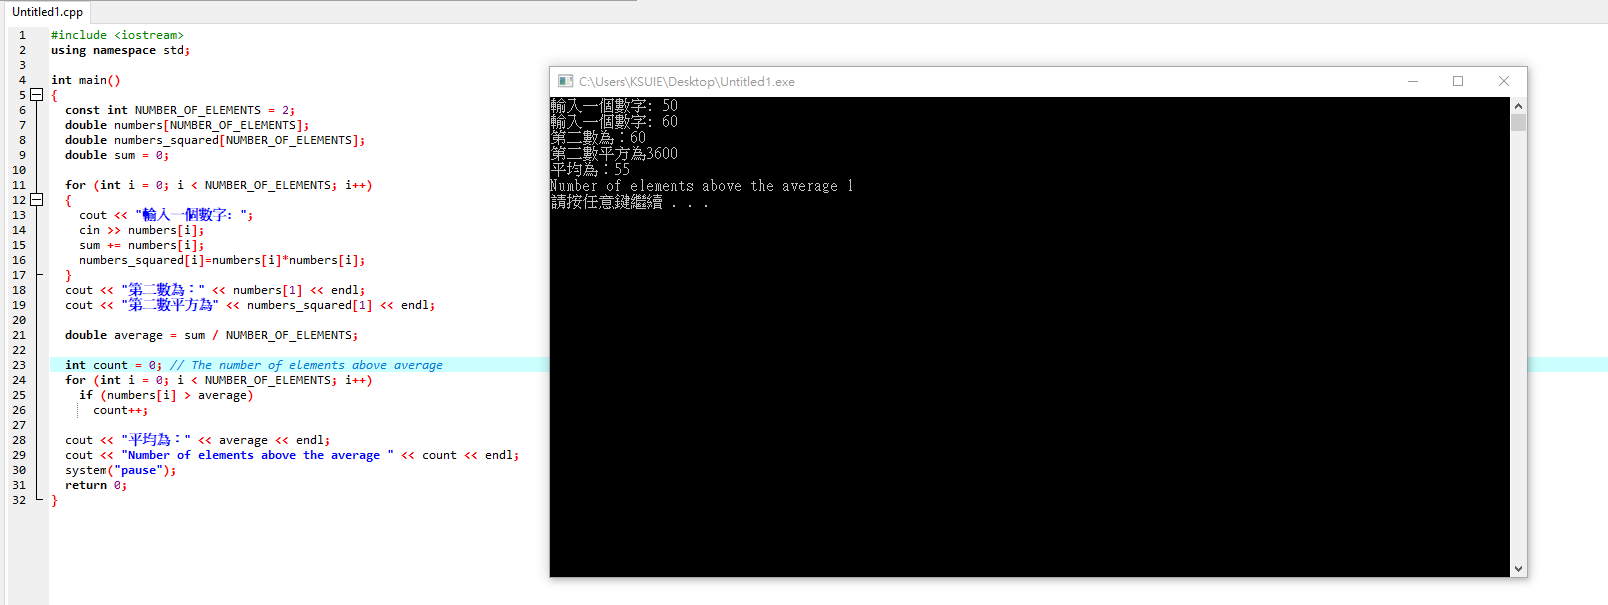 Untitled1.cpp
1 #include <iostream>
2 using namespace std;
3
4 int main()
5 {
6 const int NUMBER_OF_ELEMENTS = 2;
7 double numbers[NUMBER_OF_ELEMENTS];
8 double numbers_squared[NUMBER_OF_ELEMENTS];
9 double sum = 0;
10
11 for (int i = 0; i < NUMBER_OF_ELEMENTS; i++)
12 {
13 cout << "輸入一個數字: ";
14 cin >> numbers[i];
15 sum += numbers[i];
16 numbers_squared[i]=numbers[i]*numbers[i];
17 }
18 cout << "第二數為：" << numbers[1] << endl;
19 cout << "第二數平方為" << numbers_squared[1] << endl;
20
21 double average = sum / NUMBER_OF_ELEMENTS;
22
23 int count = 0; // The number of elements above average
24 for (int i = 0; i < NUMBER_OF_ELEMENTS; i++)
25 if (numbers[i] > average)
26 count++;
27
28 cout << "平均為：" << average << endl;
29 cout << "Number of elements above the average " << count << endl;
30 system("pause");
31 return 0;
32 }
C:\Users\KSUIE\Desktop\Untitled1.exe
輸入一個數字: 50
輸入一個數字: 60
第二數為：60
第二數平方為3600
平均為：55
Number of elements above the average 1
請按任意鍵繼續 . . .